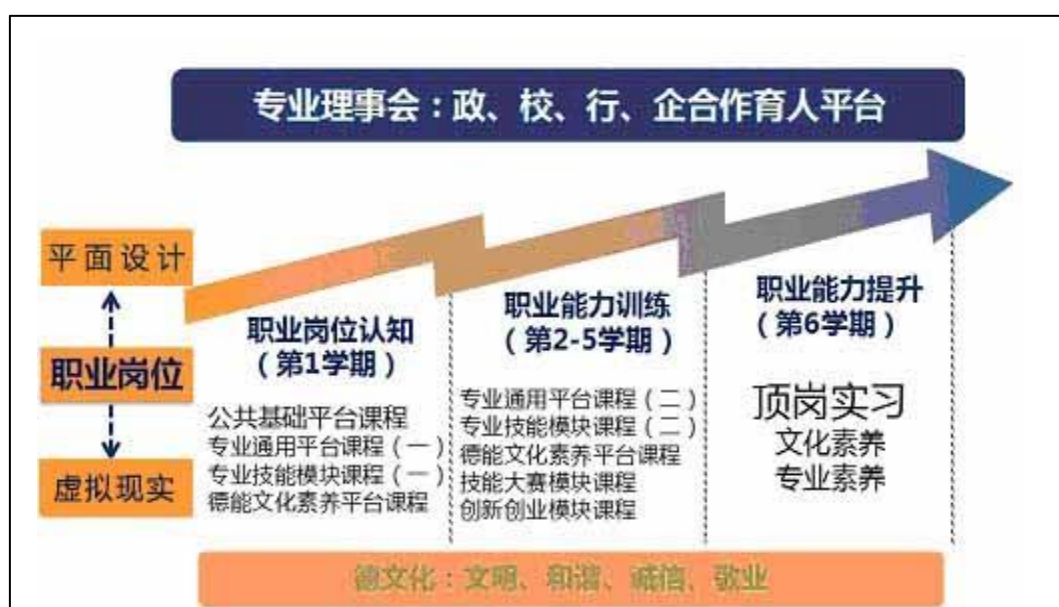 专业理事会：政、校、行、企合作育人平台
平面设计
职业岗位
虚拟现实
职业岗位认知
（第1学期）
公共基础平台课程
专业通用平台课程（一）
专业技能模块课程（一）
德能文化素养平台课程
职业能力训练
（第2-5学期）
专业通用平台课程（二）
专业技能模块课程（二）
德能文化素养平台课程
技能大赛模块课程
创新创业模块课程
职业能力提升
（第6学期）
顶岗实习
文化素养
专业素养
德文化：文明、和谐、诚信、敬业